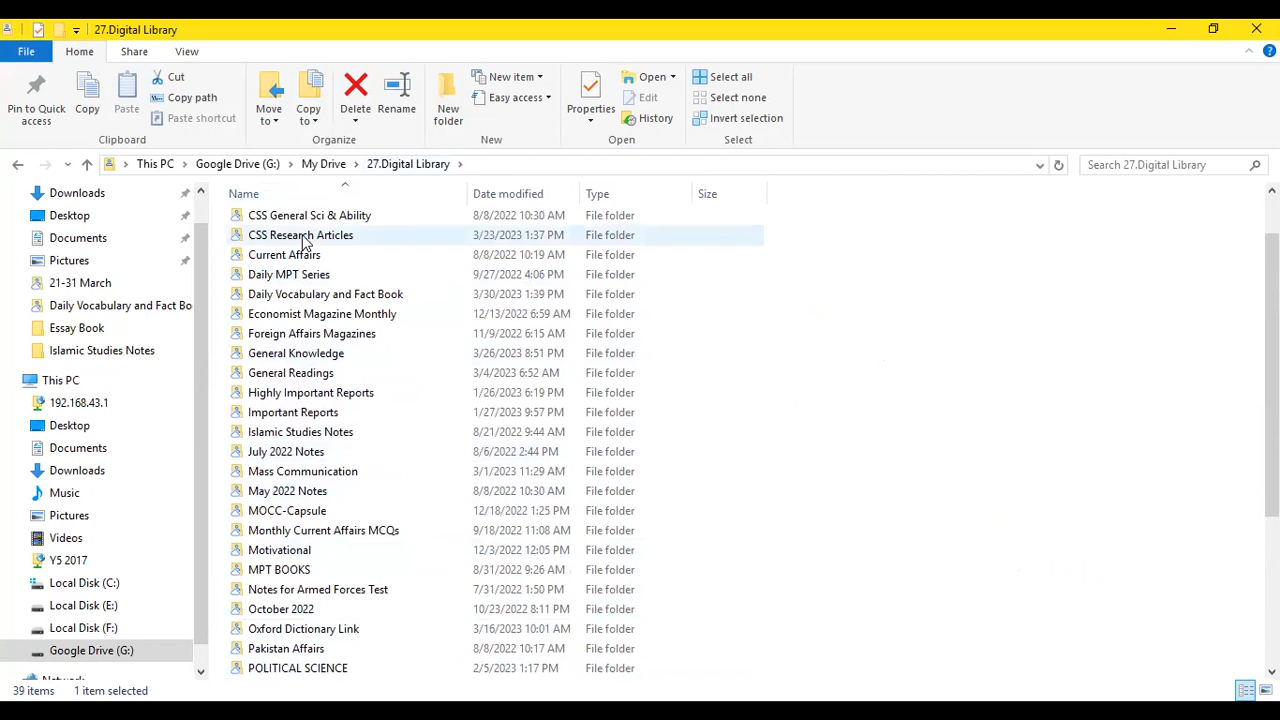 27.Digital Library
File Home Share View
Pin to Quick access
Copy
Paste
Cut
Copy path
Paste shortcut
Clipboard
Move to
Copy to
Delete
Rename
Organize
New folder
New item
Easy access
New
Properties
Open
Edit
History
Open
Select all
Select none
Invert selection
Select
This PC > Google Drive (G:) > My Drive > 27.Digital Library >
Search 27.Digital Library
Downloads
Desktop
Documents
Pictures
21-31 March
Daily Vocabulary and Fact Bo
Essay Book
Islamic Studies Notes
This PC
192.168.43.1
Desktop
Documents
Downloads
Music
Pictures
Videos
Y5 2017
Local Disk (C:)
Local Disk (E:)
Local Disk (F:)
Google Drive (G:)
Network
Name Date modified Type Size
CSS General Sci & Ability 8/8/2022 10:30 AM File folder
CSS Research Articles 3/23/2023 1:37 PM File folder
Current Affairs 8/8/2022 10:19 AM File folder
Daily MPT Series 9/27/2022 4:06 PM File folder
Daily Vocabulary and Fact Book 3/30/2023 1:39 PM File folder
Economist Magazine Monthly 12/13/2022 6:59 AM File folder
Foreign Affairs Magazines 11/9/2022 6:15 AM File folder
General Knowledge 3/26/2023 8:51 PM File folder
General Readings 3/4/2023 6:52 AM File folder
Highly Important Reports 1/26/2023 6:19 PM File folder
Important Reports 1/27/2023 9:57 PM File folder
Islamic Studies Notes 8/21/2022 9:44 AM File folder
July 2022 Notes 8/6/2022 2:44 PM File folder
Mass Communication 3/1/2023 11:29 AM File folder
May 2022 Notes 8/8/2022 10:30 AM File folder
MOCC-Capsule 12/18/2022 1:25 PM File folder
Monthly Current Affairs MCQs 9/18/2022 11:08 AM File folder
Motivational 12/3/2022 12:05 PM File folder
MPT BOOKS 8/31/2022 9:26 AM File folder
Notes for Armed Forces Test 7/31/2022 1:50 PM File folder
October 2022 10/23/2022 8:11 PM File folder
Oxford Dictionary Link 3/16/2023 10:01 AM File folder
Pakistan Affairs 8/8/2022 10:17 AM File folder
POLITICAL SCIENCE 2/5/2023 1:17 PM File folder
39 items 1 item selected